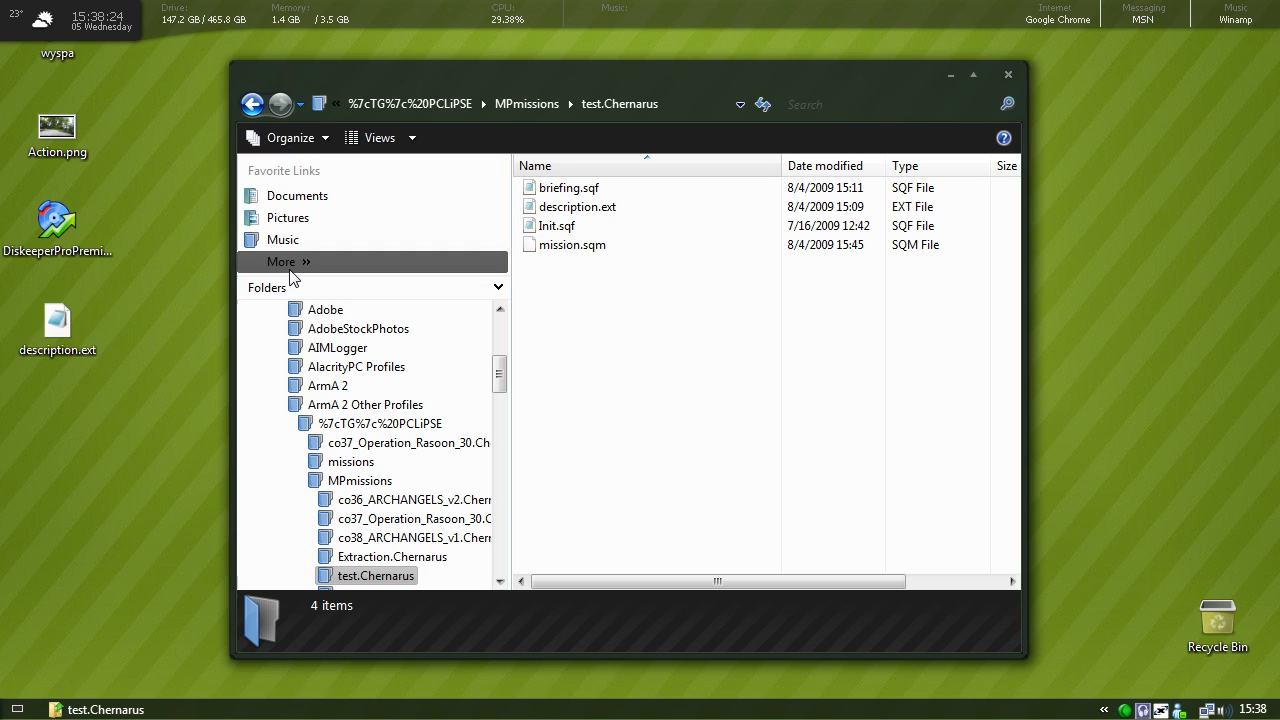 23°
15:38:24
05 Wednesday
Drive:
147.2 GB / 465.8 GB
Memory:
1.4 GB / 3.5 GB
CPU:
29.38%
Music:
Internet
Google Chrome
Messaging
MSN
Music
Winamp
wyspa
Action.png
DiskeeperProPremi...
description.ext
« %7cTG%7c%20PCLiPSE MPmissions test.Chernarus
Search
Organize Views
Favorite Links
Documents
Pictures
Music
More »
Folders
Adobe
AdobeStockPhotos
AIMLogger
AlacrityPC Profiles
ArmA 2
ArmA 2 Other Profiles
%7cTG%7c%20PCLiPSE
co37_Operation_Rasoon_30.Ch
missions
MPmissions
co36_ARCHANGELS_v2.Cherr
co37_Operation_Rasoon_30.C
co38_ARCHANGELS_v1.Cherr
Extraction.Chernarus
test.Chernarus
Name Date modified Type Size
briefing.sqf 8/4/2009 15:11 SQF File
description.ext 8/4/2009 15:09 EXT File
Init.sqf 7/16/2009 12:42 SQF File
mission.sqm 8/4/2009 15:45 SQM File
4 items
Recycle Bin
test.Chernarus
« 15:38